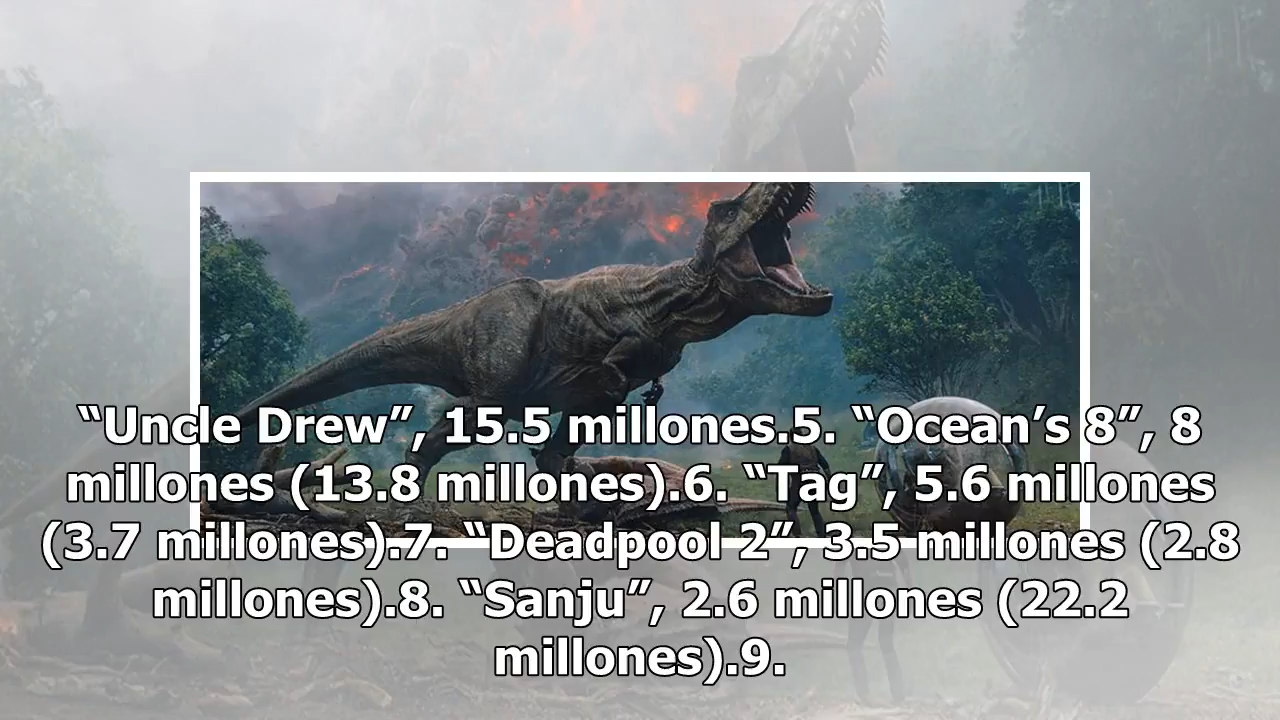 “Uncle Drew”, 15.5 millones.5. “Ocean’s 8”, 8
millones (13.8 millones).6. “Tag”, 5.6 millones
(3.7 millones).7. “Deadpool 2”, 3.5 millones (2.8
millones).8. “Sanju”, 2.6 millones (22.2
millones).9.